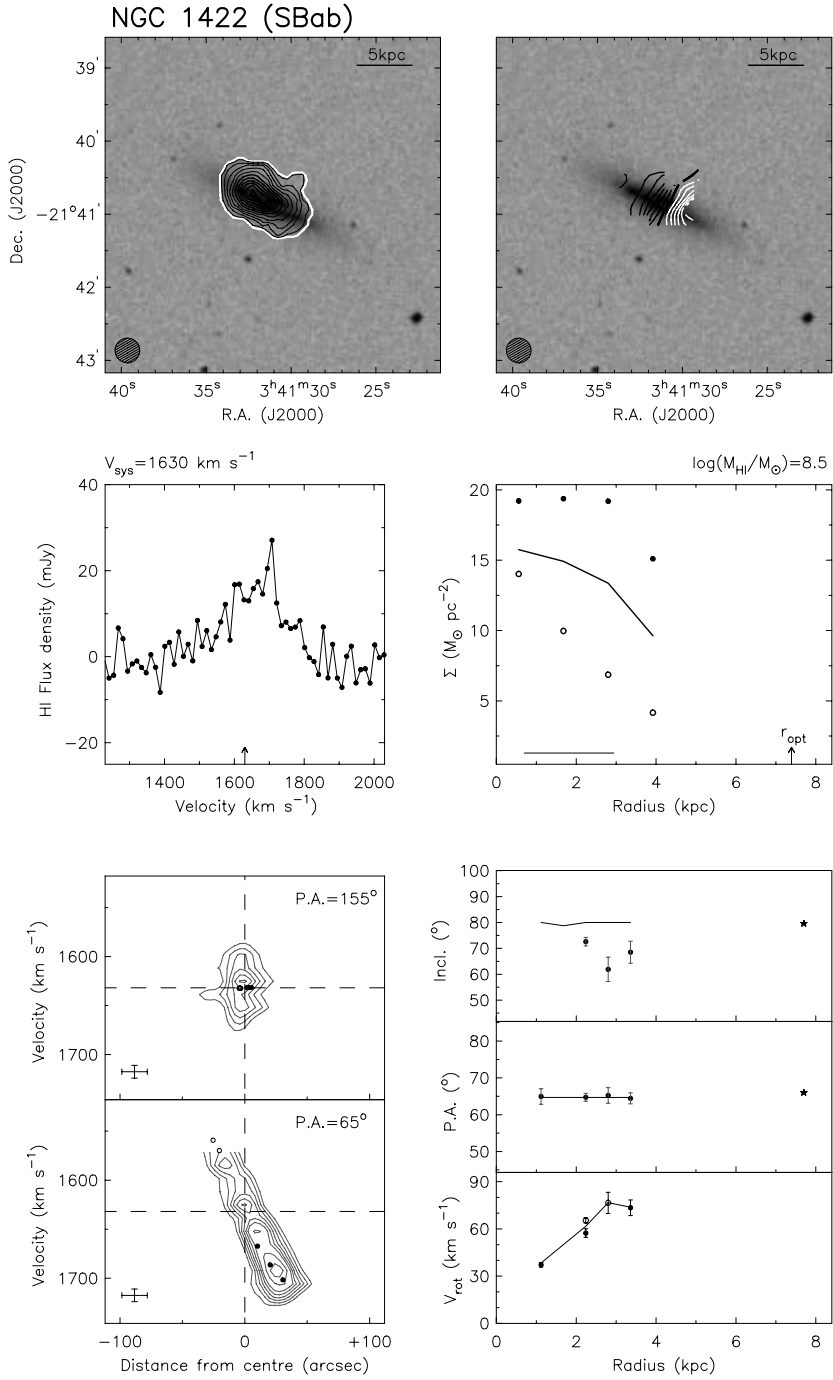 NGC 1422 (SBab)
5kpc
5kpc
39'
40'
−21°41'
42'
43'
Dec. (J2000)
40s 35s 3h41m30s 25s
R.A. (J2000)
40s 35s 3h41m30s 25s
R.A. (J2000)
Vsys=1630 km s−1
40
20
0
−20
HI Flux density (mJy)
1400 1600 1800 2000
Velocity (km s−1)
log(MHI/M⊙)=8.5
20
15
10
5
Σ (M⊙ pc−2)
ropt
0 2 4 6 8
Radius (kpc)
P.A.=155°
1600
1700
Velocity (km s−1)
P.A.=65°
1600
1700
Velocity (km s−1)
−100 0 +100
Distance from centre (arcsec)
100
90
80
70
60
50
Incl. (°)
80
70
60
50
P.A. (°)
90
60
30
0
Vrot (km s−1)
0 2 4 6 8
Radius (kpc)